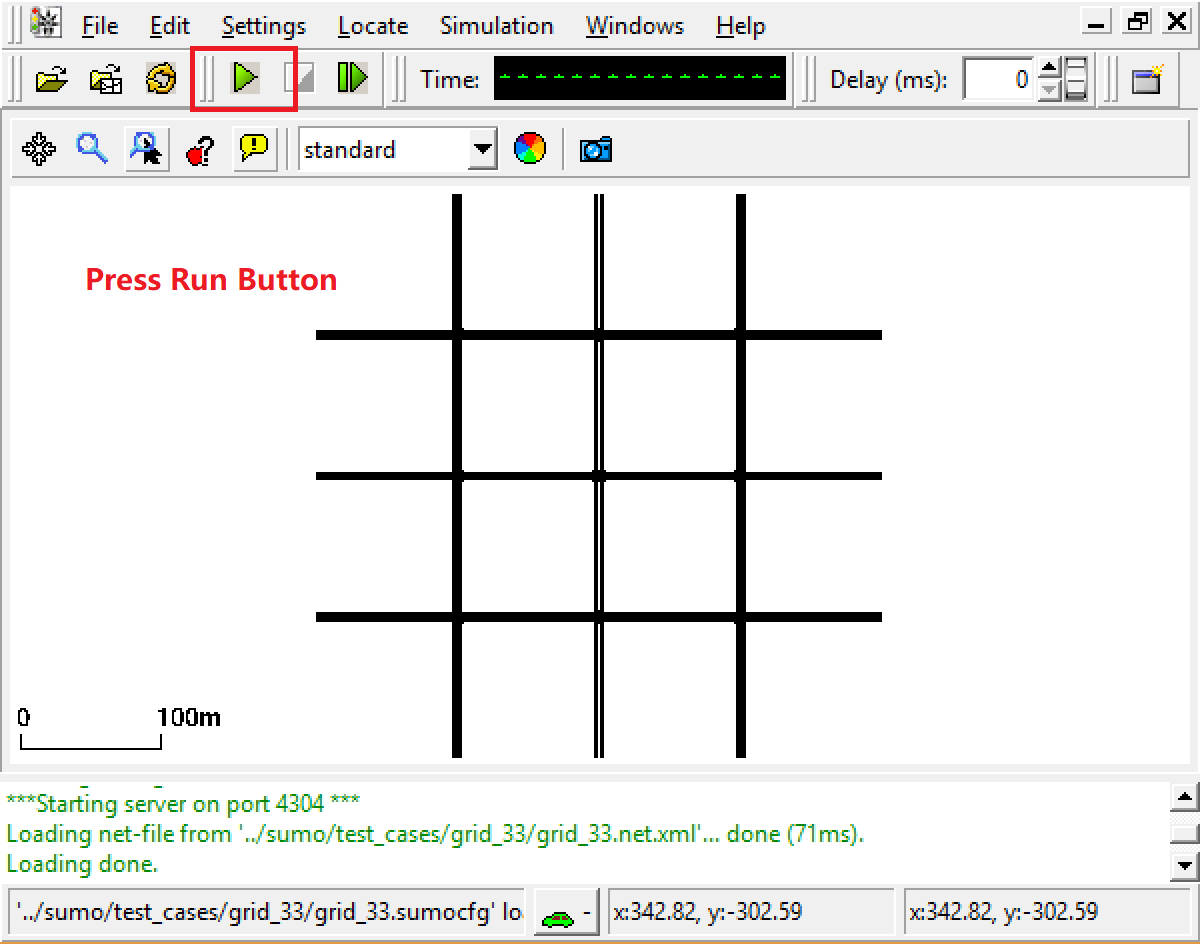 File Edit Settings Locate Simulation Windows Help
Time: Delay (ms): 0
standard
Press Run Button
0 100m
***Starting server on port 4304 ***
Loading net-file from '../sumo/test_cases/grid_33/grid_33.net.xml'... done (71ms).
Loading done.
'../sumo/test_cases/grid_33/grid_33.sumocfg' lo - x:342.82, y:-302.59 x:342.82, y:-302.59